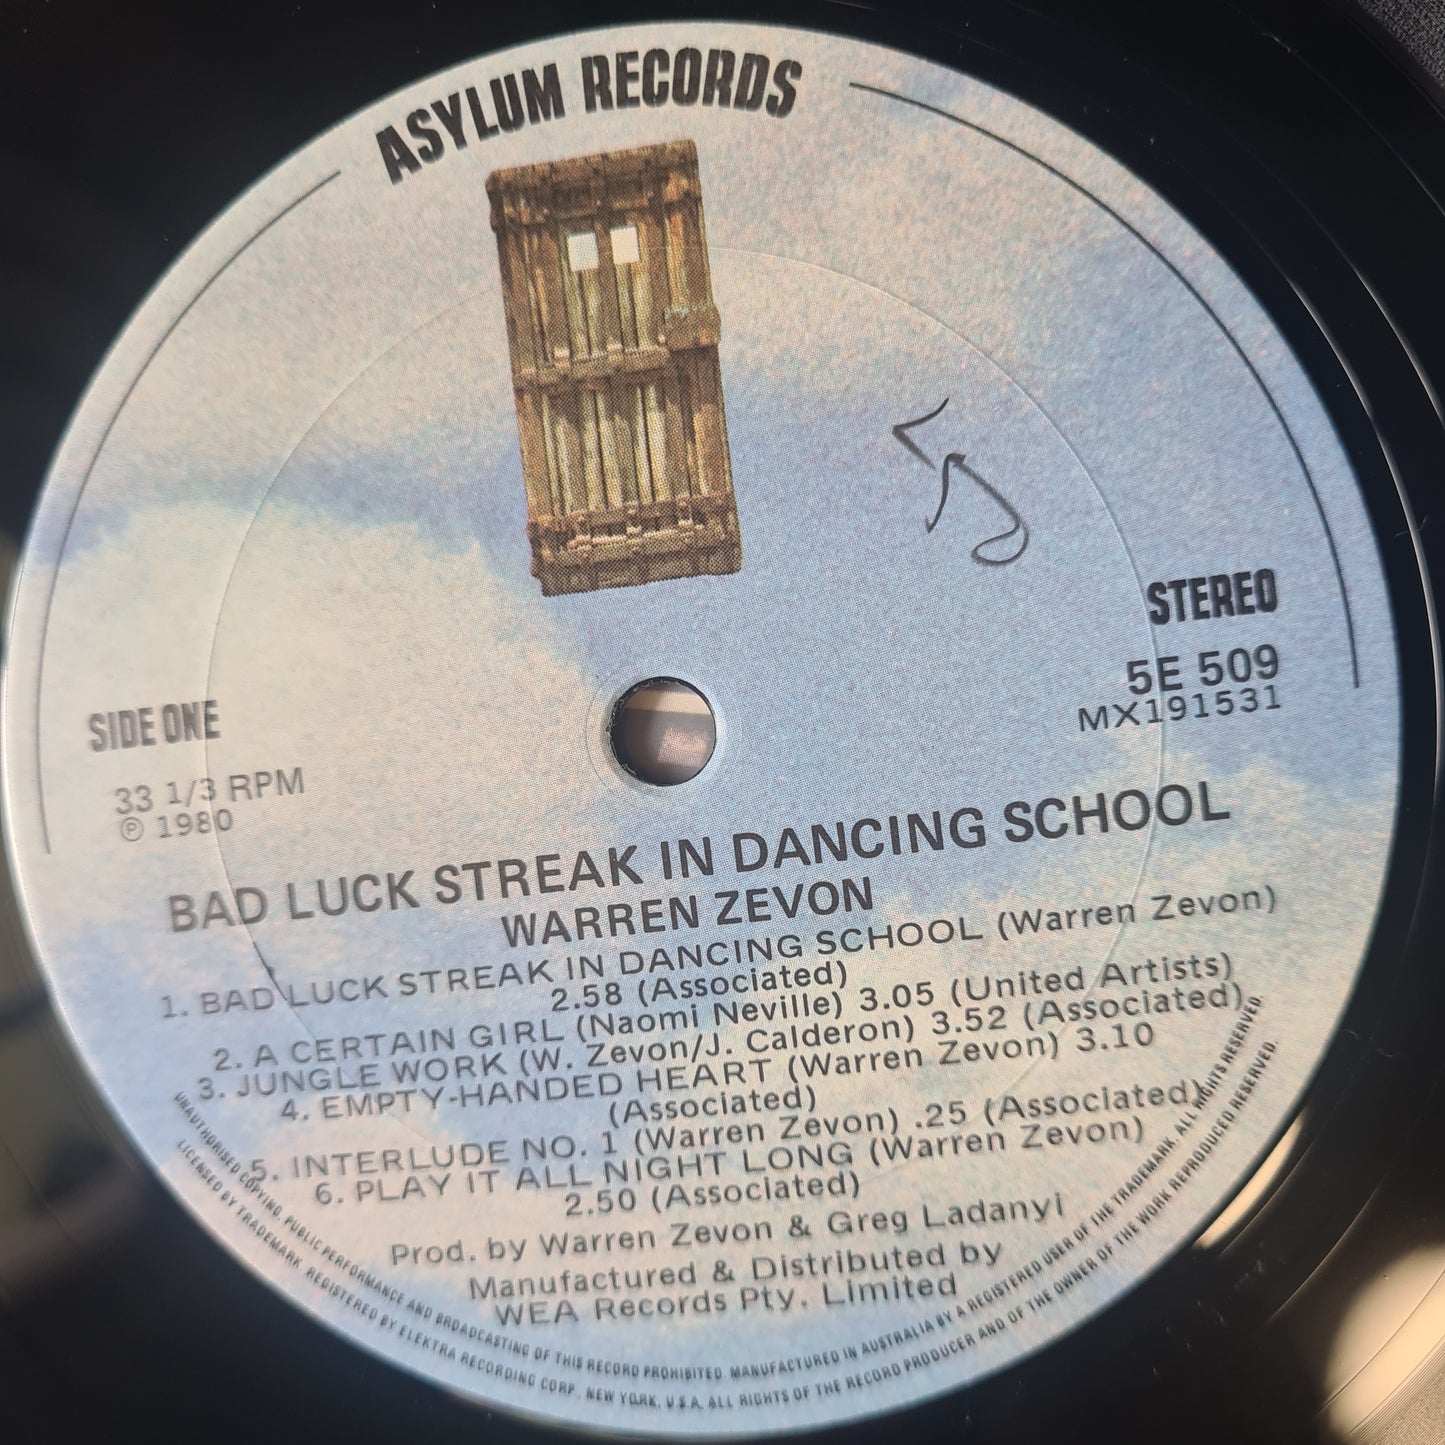 ASYLUM RECORDS
STEREO
5E 509
MX191531
SIDE ONE
33 1/3 RPM
Ⓟ 1980
BAD LUCK STREAK IN DANCING SCHOOL
WARREN ZEVON
1. BAD LUCK STREAK IN DANCING SCHOOL (Warren Zevon)
2.58 (Associated)
2. A CERTAIN GIRL (Naomi Neville) 3.05 (United Artists)
3. JUNGLE WORK (W. Zevon/J. Calderon) 3.52 (Associated)
4. EMPTY-HANDED HEART (Warren Zevon) 3.10
(Associated)
5. INTERLUDE NO. 1 (Warren Zevon) .25 (Associated)
6. PLAY IT ALL NIGHT LONG (Warren Zevon)
2.50 (Associated)
Prod. by Warren Zevon & Greg Ladanyi
Manufactured & Distributed by
WEA Records Pty. Limited
UNAUTHORISED COPYING PUBLIC PERFORMANCE AND BROADCASTING OF THIS RECORD PROHIBITED. MANUFACTURED IN AUSTRALIA BY A REGISTERED USER OF THE TRADEMARK. ALL RIGHTS RESERVED.
LICENSED BY TRADEMARK REGISTERED BY ELEKTRA RECORDING CORP., NEW YORK, U.S.A. ALL RIGHTS OF THE RECORD PRODUCER AND OF THE OWNER OF THE WORK REPRODUCED RESERVED.